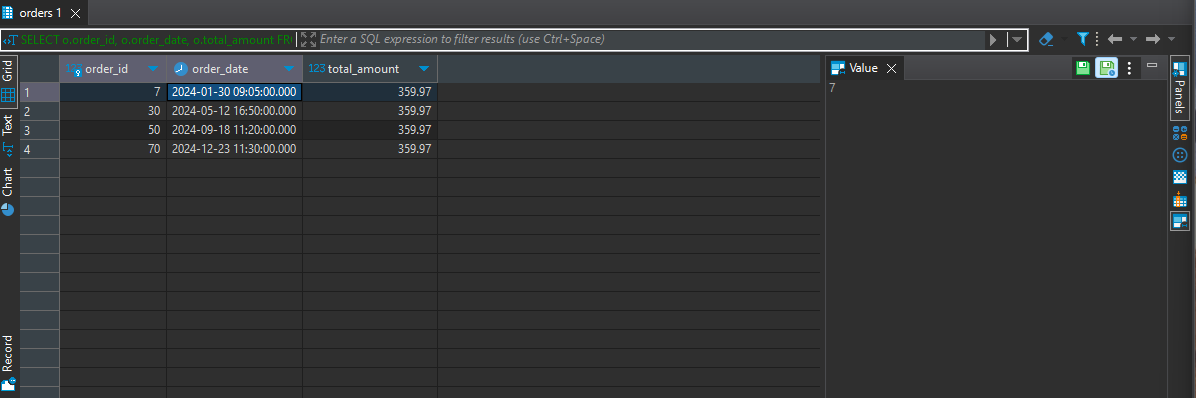 orders 1
SELECT o.order_id, o.order_date, o.total_amount FR
Enter a SQL expression to filter results (use Ctrl+Space)
Grid
Text
Chart
Record
123 order_id order_date 123 total_amount
1 7 2024-01-30 09:05:00.000 359.97
2 30 2024-05-12 16:50:00.000 359.97
3 50 2024-09-18 11:20:00.000 359.97
4 70 2024-12-23 11:30:00.000 359.97
Value
7
Panels